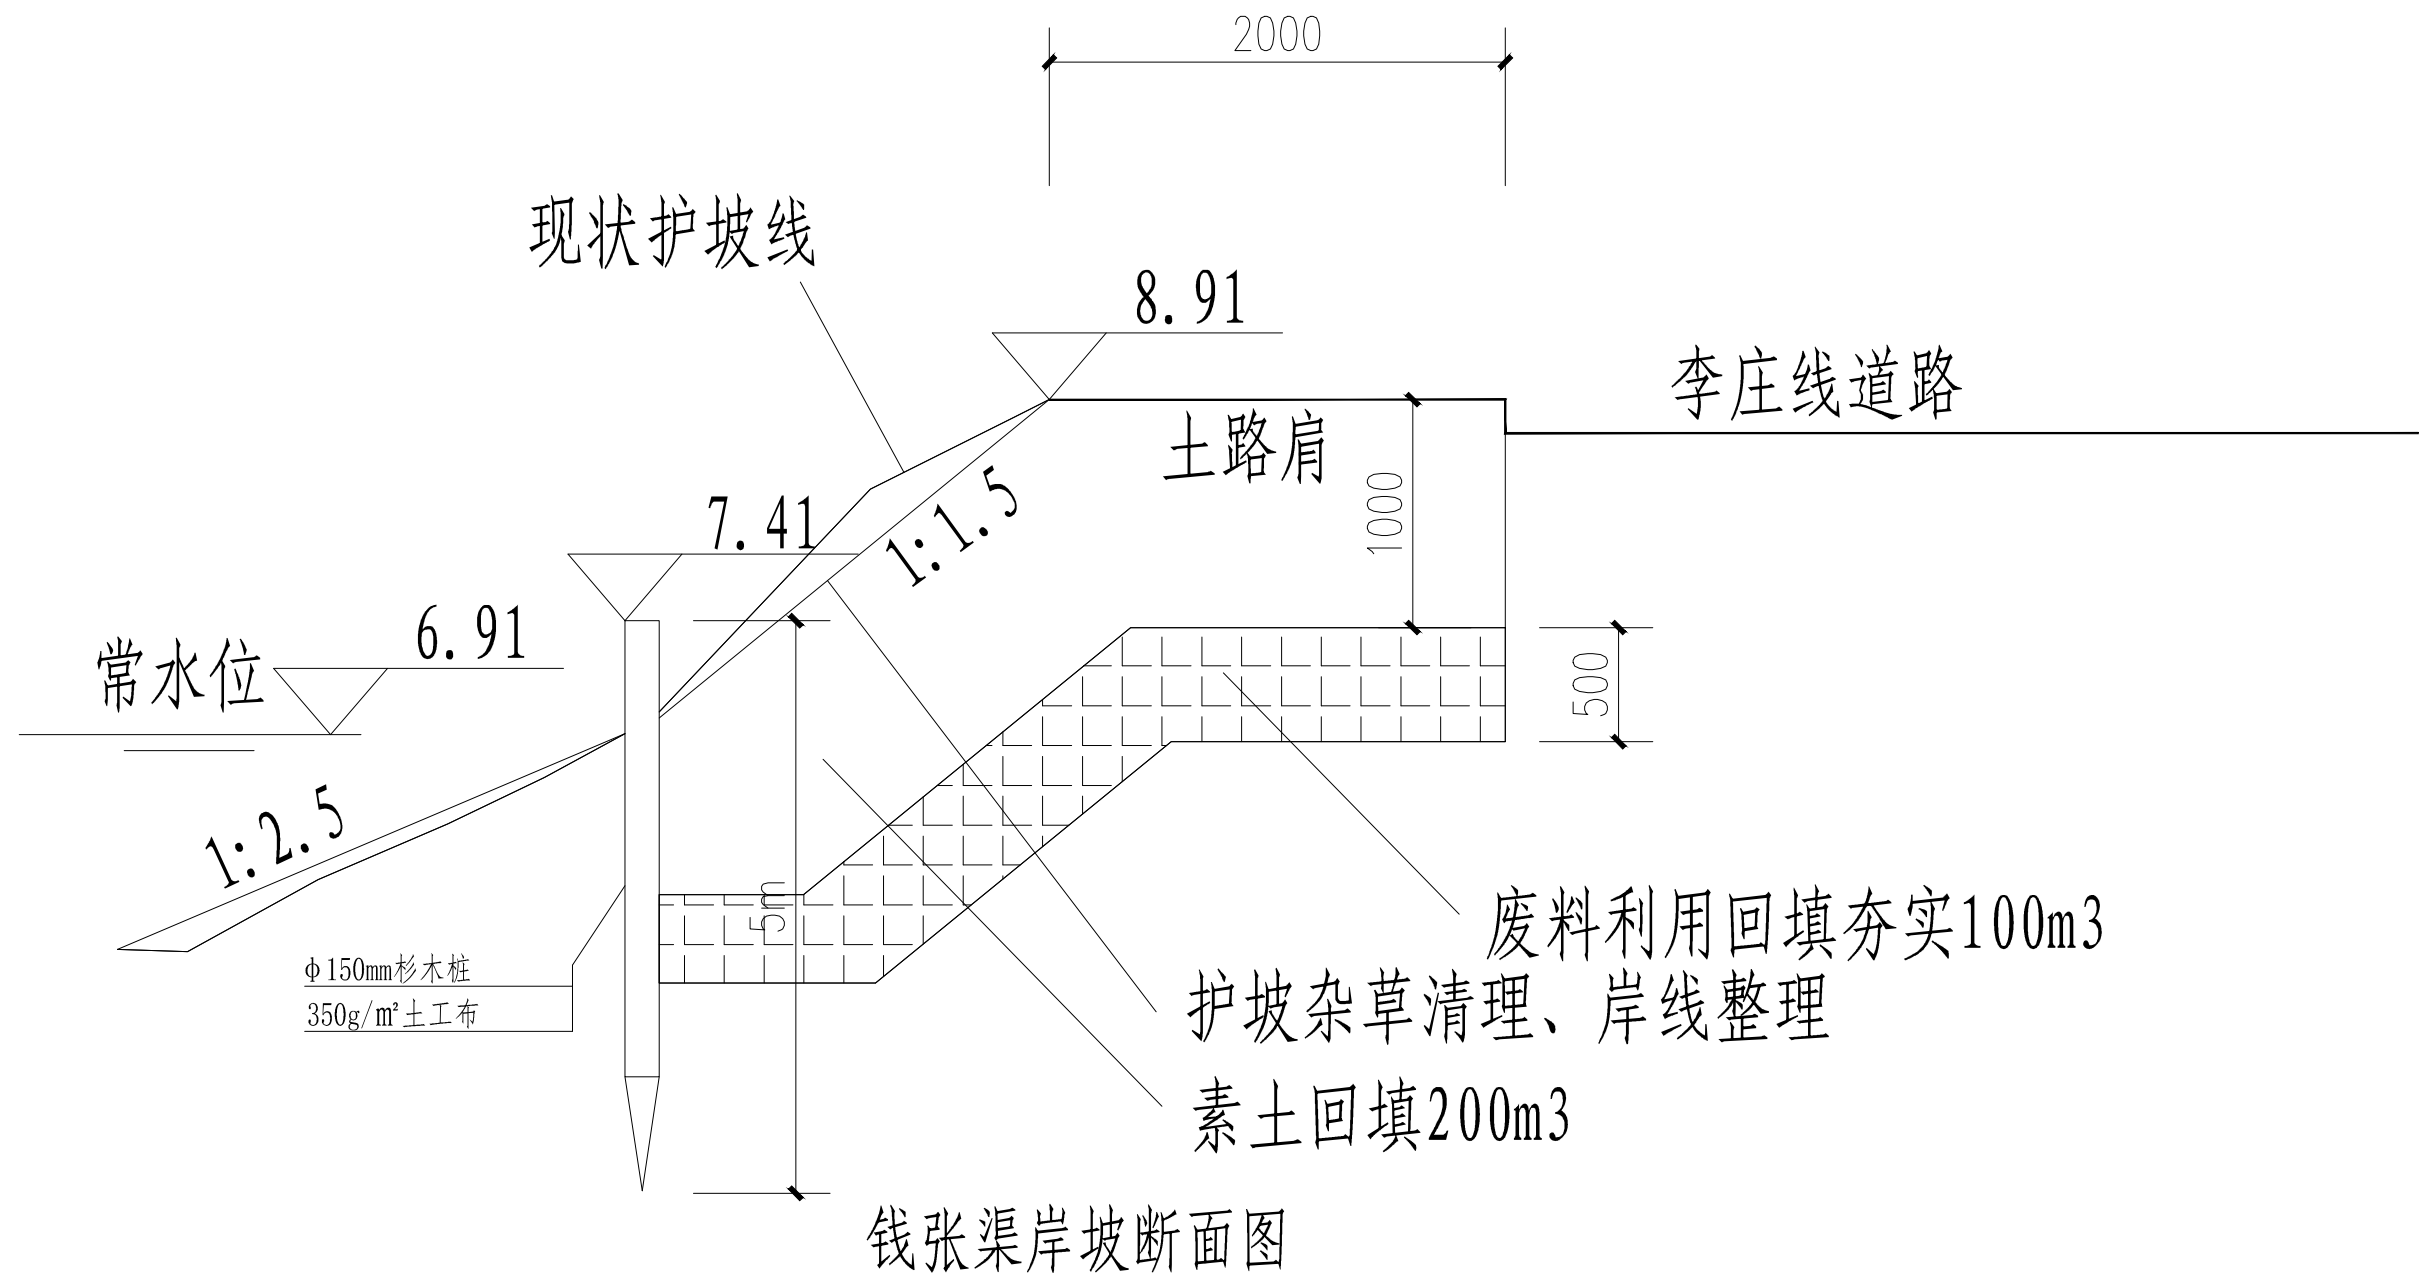 2000
现状护坡线
8.91
李庄线道路
土路肩
1000
1:1.5
7.41
6.91
常水位
500
1:2.5
5m
废料利用回填夯实100m3
φ150mm杉木桩
350g/㎡土工布
护坡杂草清理、岸线整理
素土回填200m3
钱张渠岸坡断面图